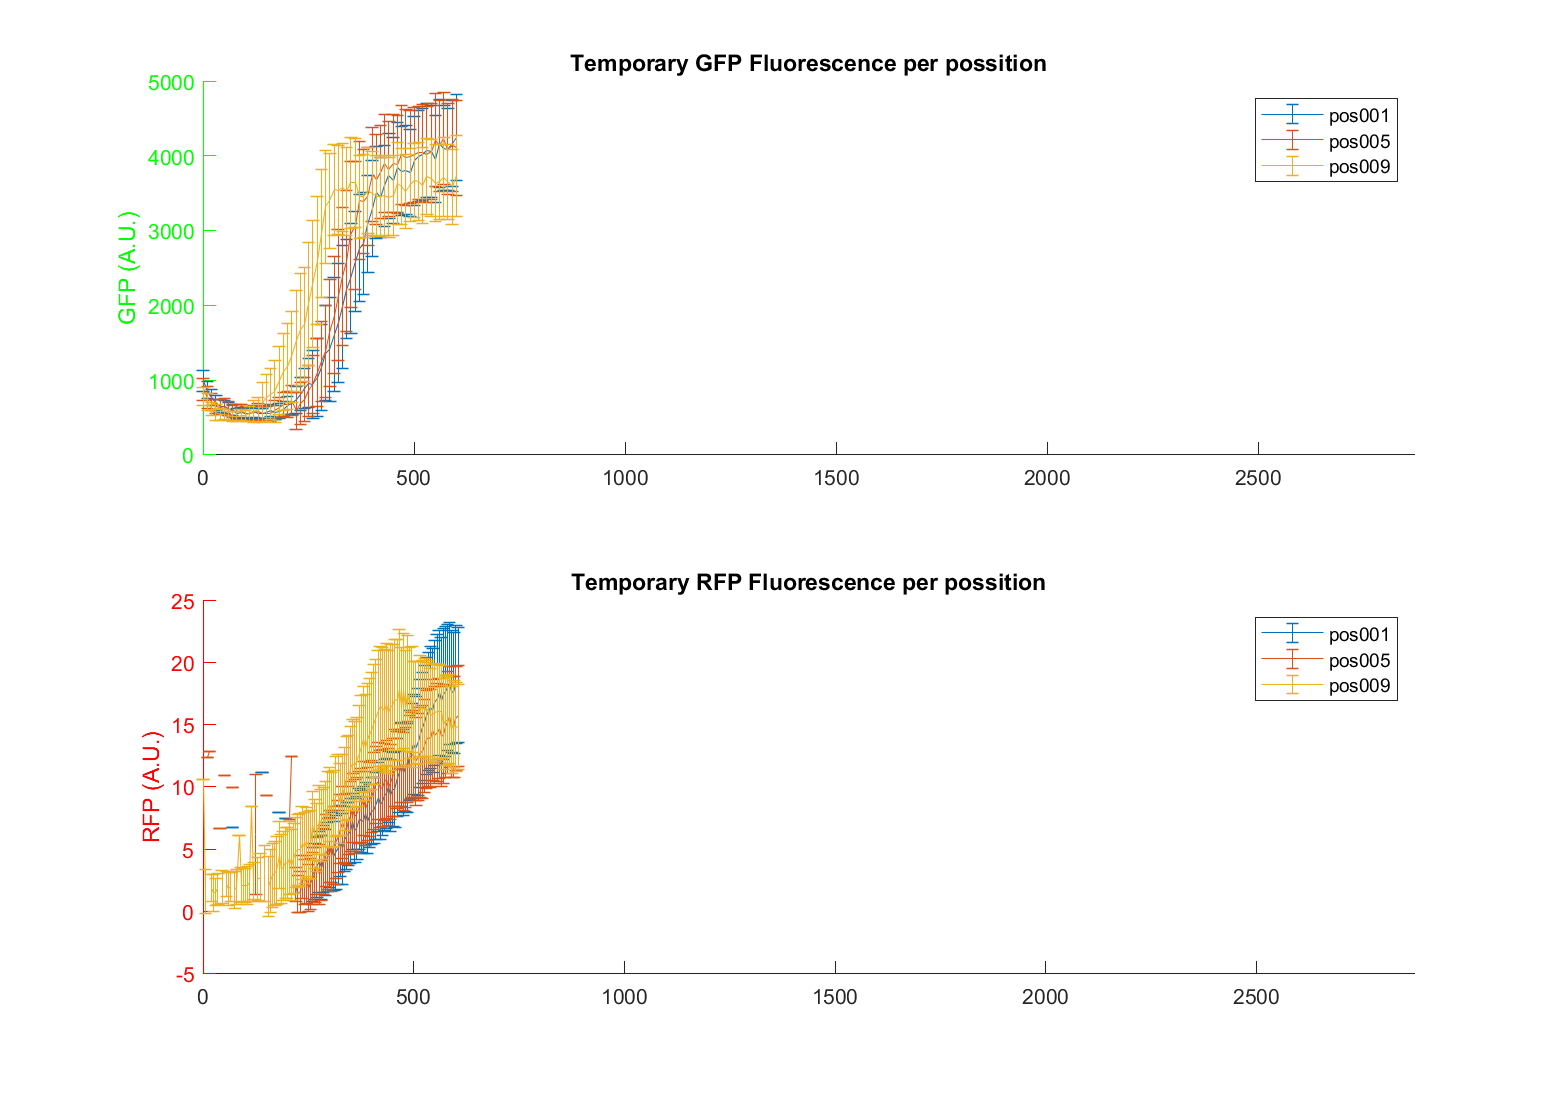 Temporary GFP Fluorescence per possition
5000
4000
3000
2000
1000
0
GFP (A.U.)
0 500 1000 1500 2000 2500
pos001
pos005
pos009
Temporary RFP Fluorescence per possition
25
20
15
10
5
0
-5
RFP (A.U.)
0 500 1000 1500 2000 2500
pos001
pos005
pos009